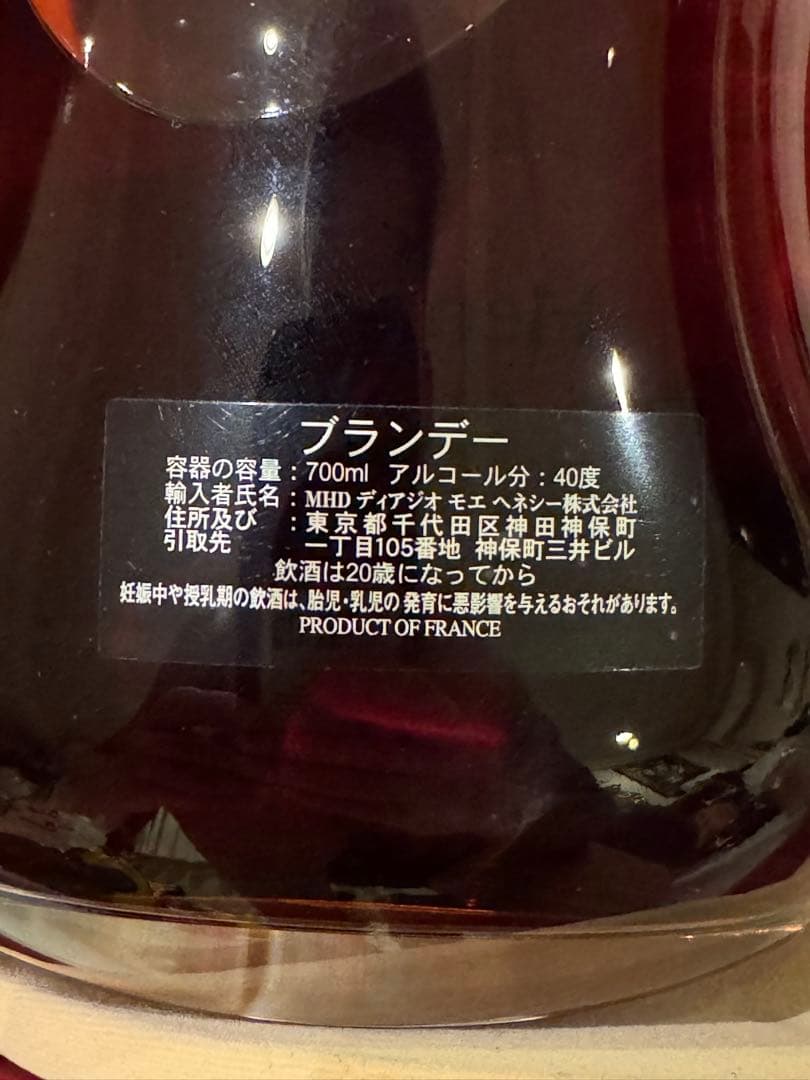 ブランデー
容器の容量：700ml アルコール分：40度
輸入者氏名：MHD ディアジオ モエ ヘネシー株式会社
住所及び ：東京都千代田区神田神保町
引取先 一丁目105番地 神保町三井ビル
飲酒は20歳になってから
妊娠中や授乳期の飲酒は、胎児・乳児の発育に悪影響を与えるおそれがあります。
PRODUCT OF FRANCE